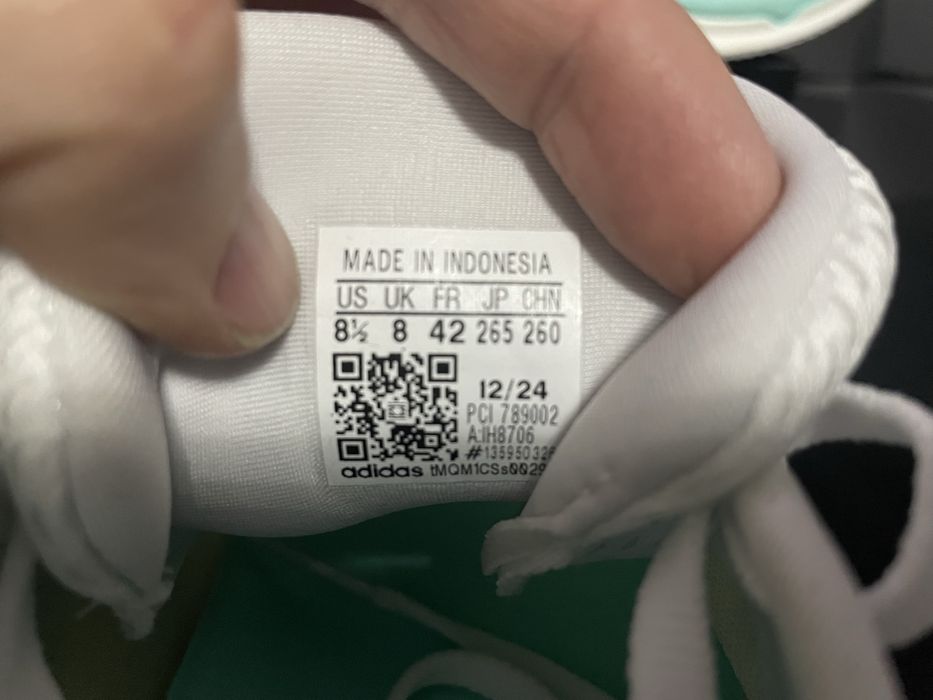 MADE IN INDONESIA
US UK FR JP CHN
8½ 8 42 265 260
12/24
PCI 789002
A:IH8706
adidas